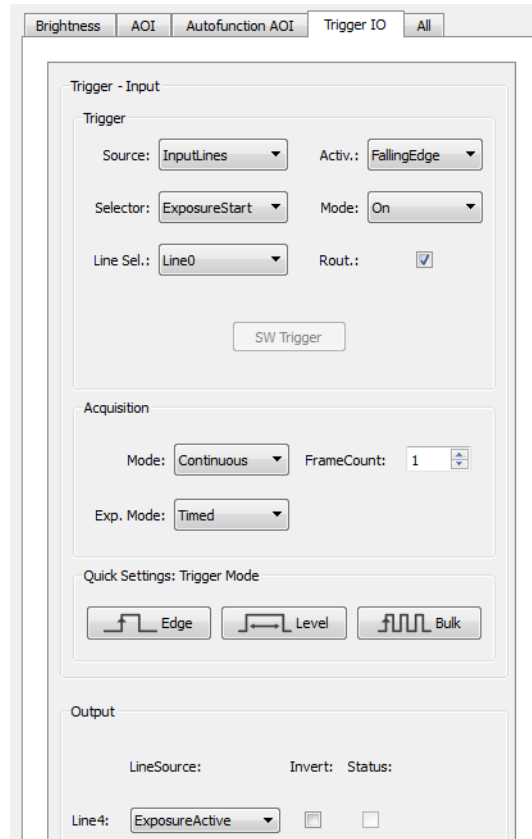 Brightness AOI Autofunction AOI Trigger IO All
Trigger - Input
Trigger
Source: InputLines Activ.: FallingEdge
Selector: ExposureStart Mode: On
Line Sel.: Line0 Rout.:
SW Trigger
Acquisition
Mode: Continuous FrameCount: 1
Exp. Mode: Timed
Quick Settings: Trigger Mode
Edge Level Bulk
Output
LineSource: Invert: Status:
Line4: ExposureActive